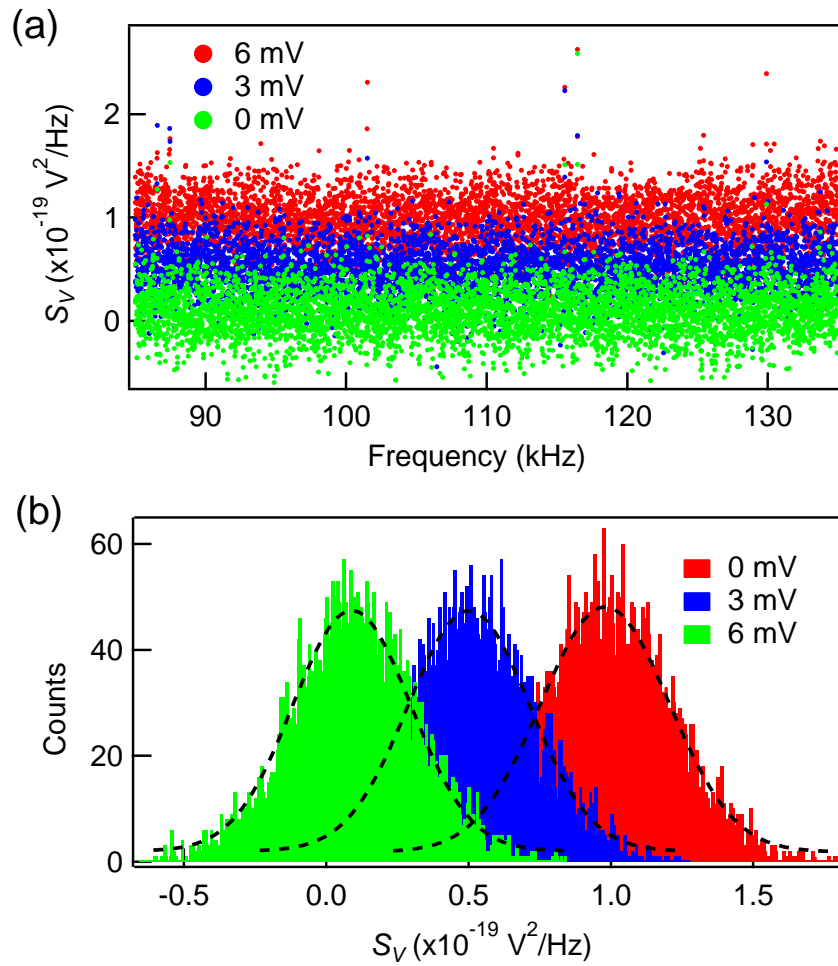 (a)
6 mV
3 mV
0 mV
2
1
0
S_V (x10^-19 V^2/Hz)
90 100 110 120 130
Frequency (kHz)
(b)
60
40
20
0
Counts
0 mV
3 mV
6 mV
-0.5 0.0 0.5 1.0 1.5
S_V (x10^-19 V^2/Hz)